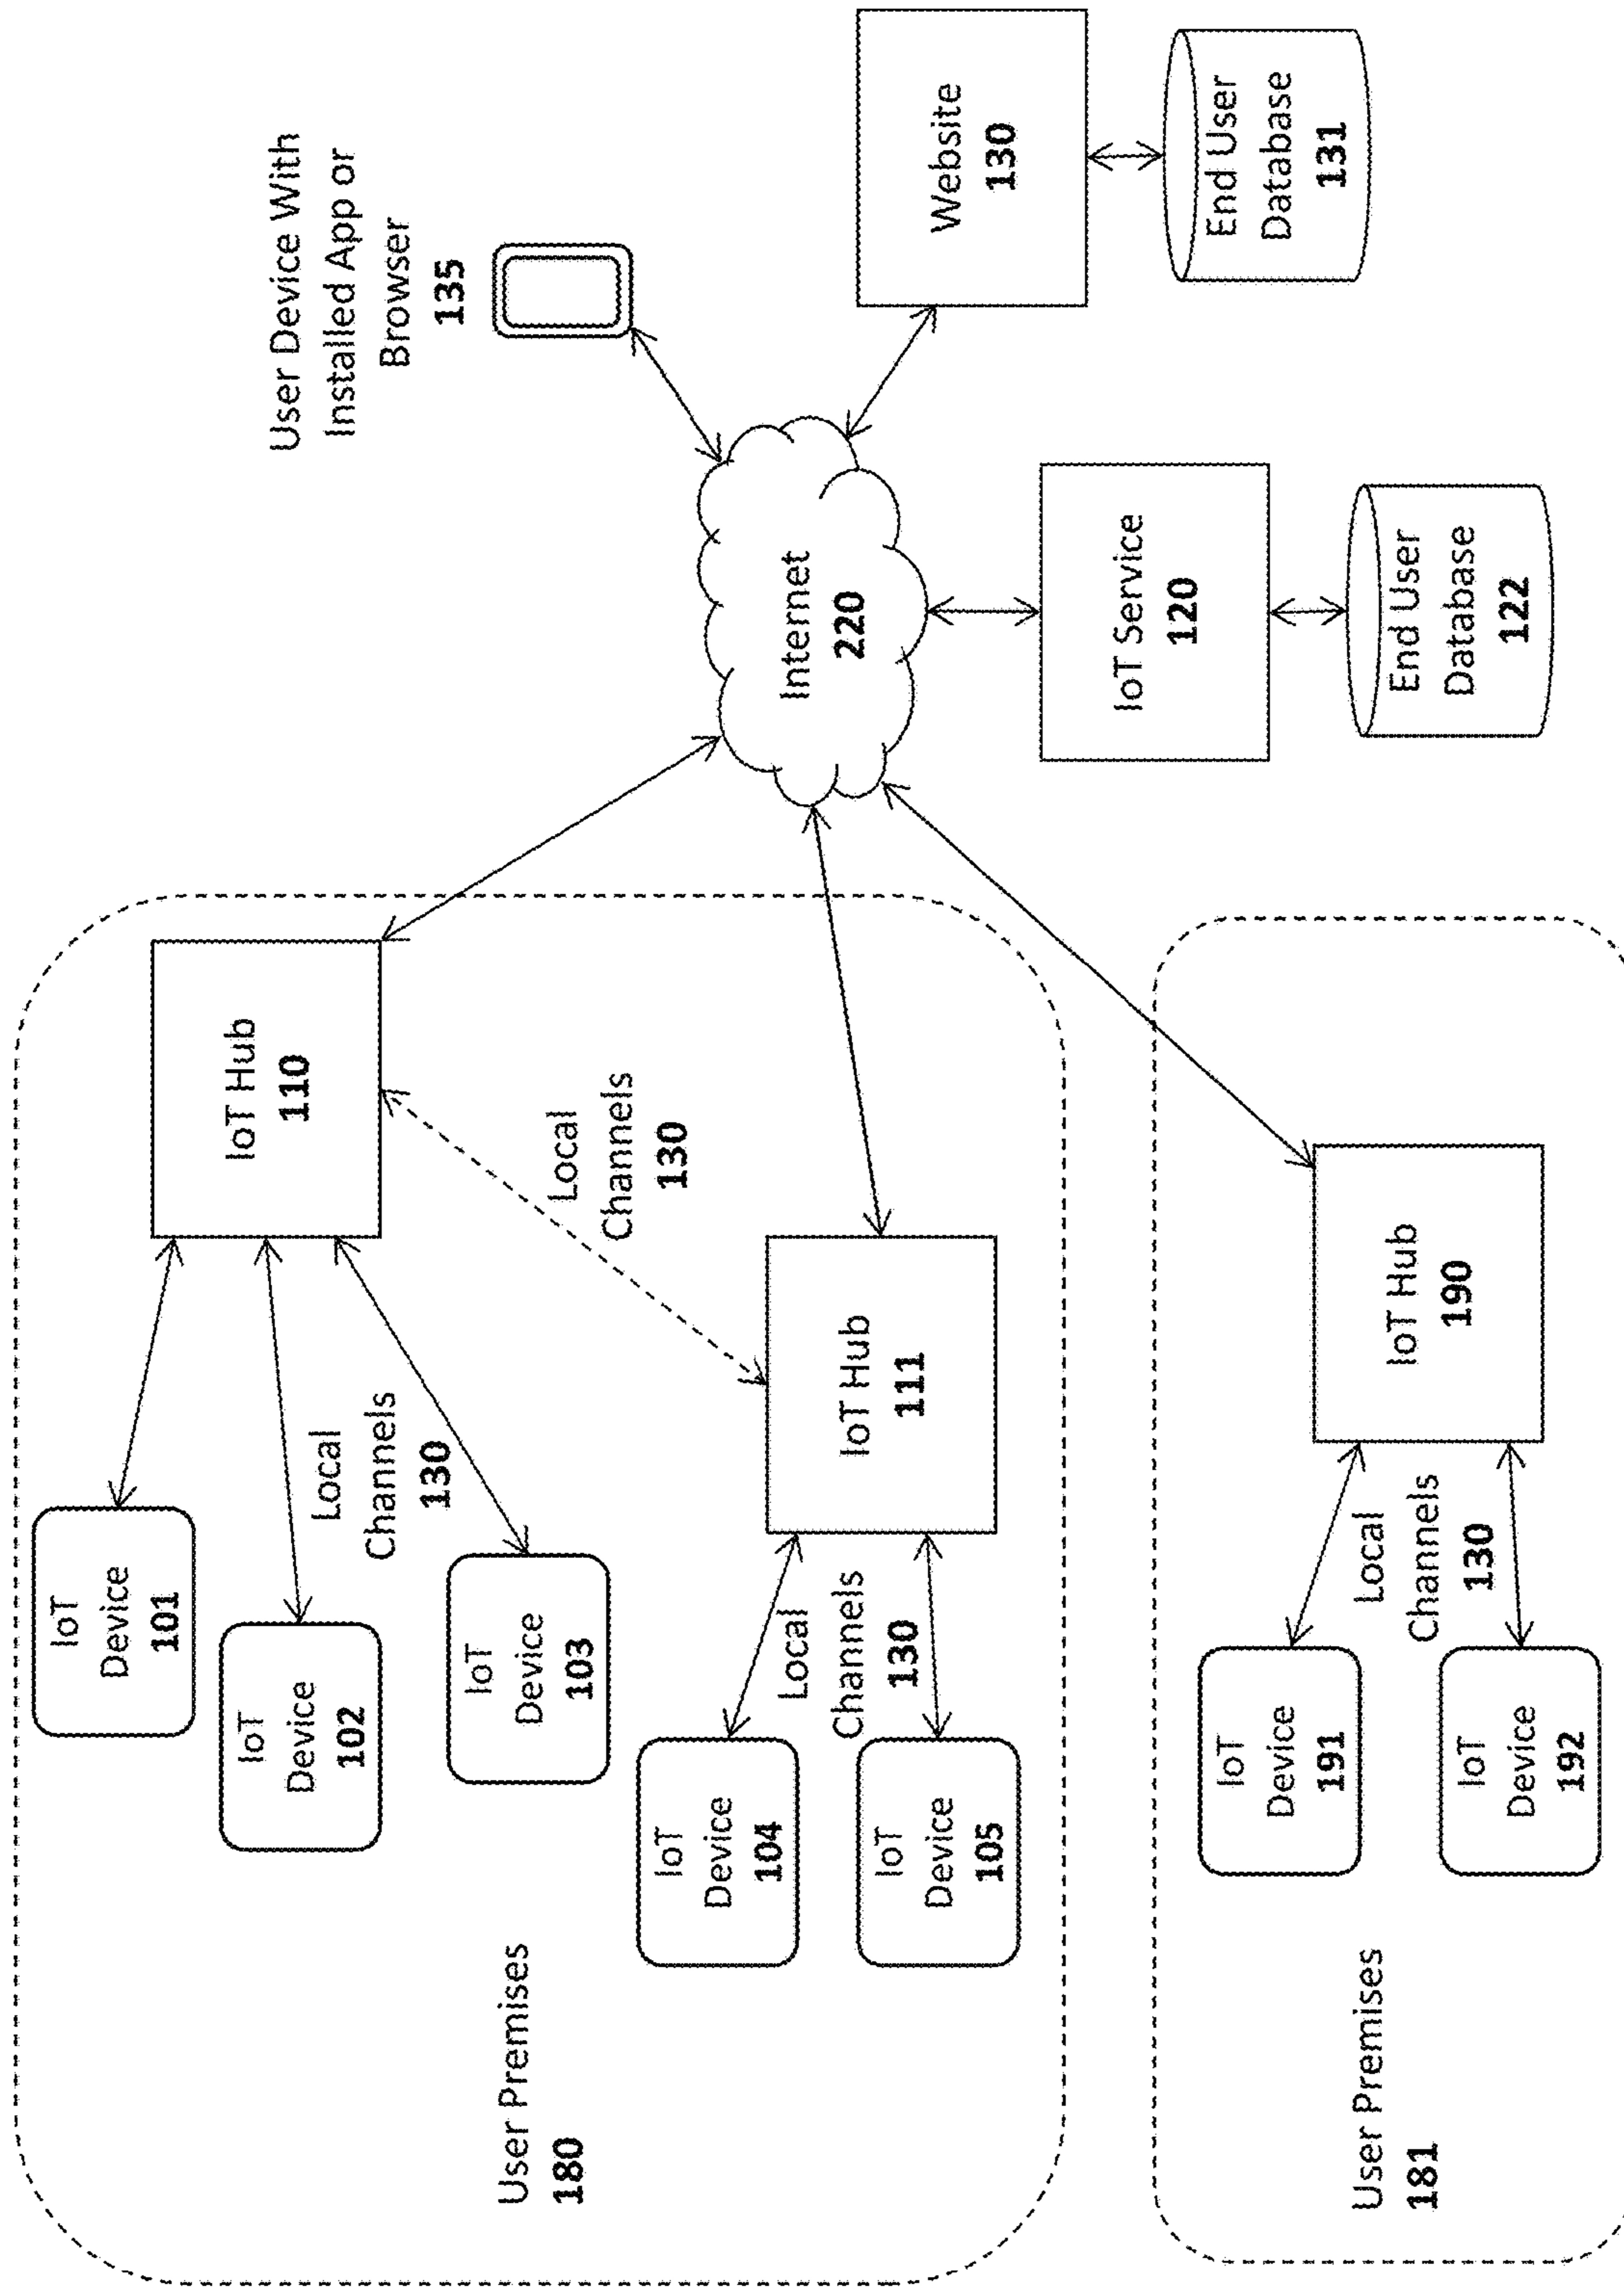 User Premises
180
IoT
Device
101
IoT
Device
102
IoT
Device
103
Local
Channels
130
IoT Hub
110
IoT
Device
104
IoT
Device
105
Local
Channels
130
IoT Hub
111
Local
Channels
130
User Premises
181
IoT
Device
191
IoT
Device
192
Local
Channels
130
IoT Hub
190
Internet
220
User Device With
Installed App or
Browser
135
IoT Service
120
End User
Database
122
Website
130
End User
Database
131